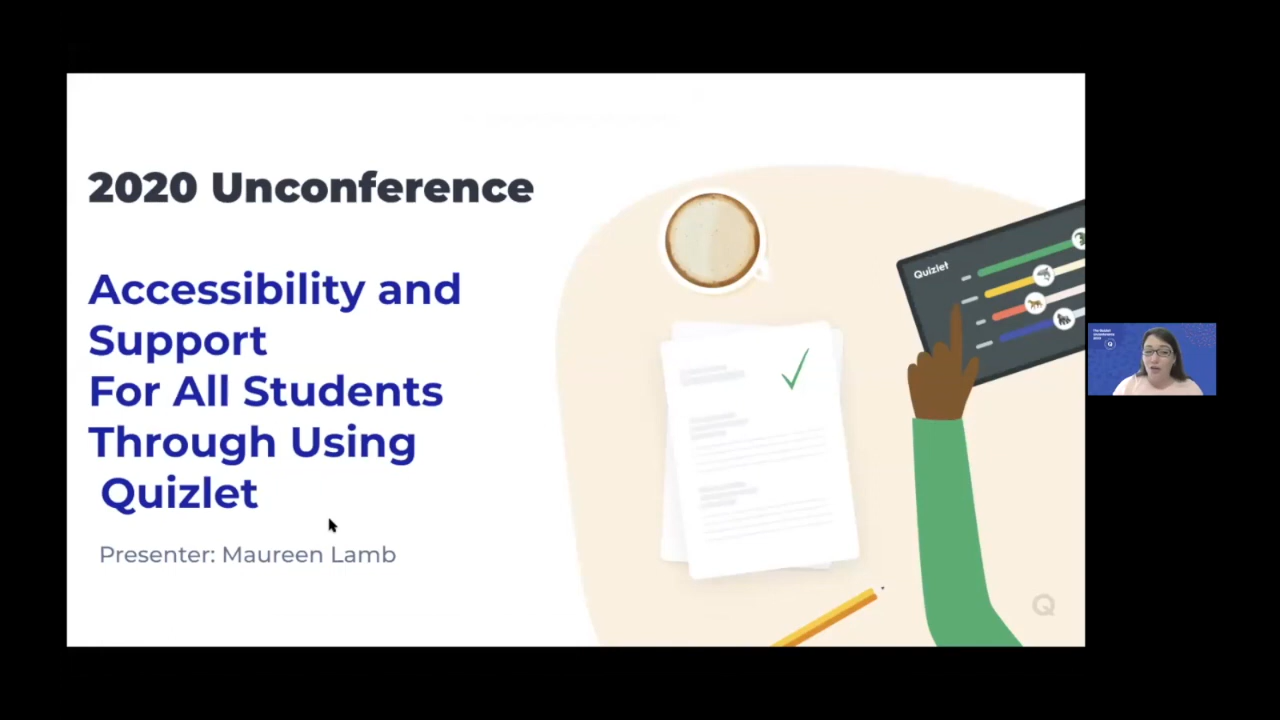 2020 Unconference
Accessibility and
Support
For All Students
Through Using
Quizlet
Presenter: Maureen Lamb
Quizlet
Q